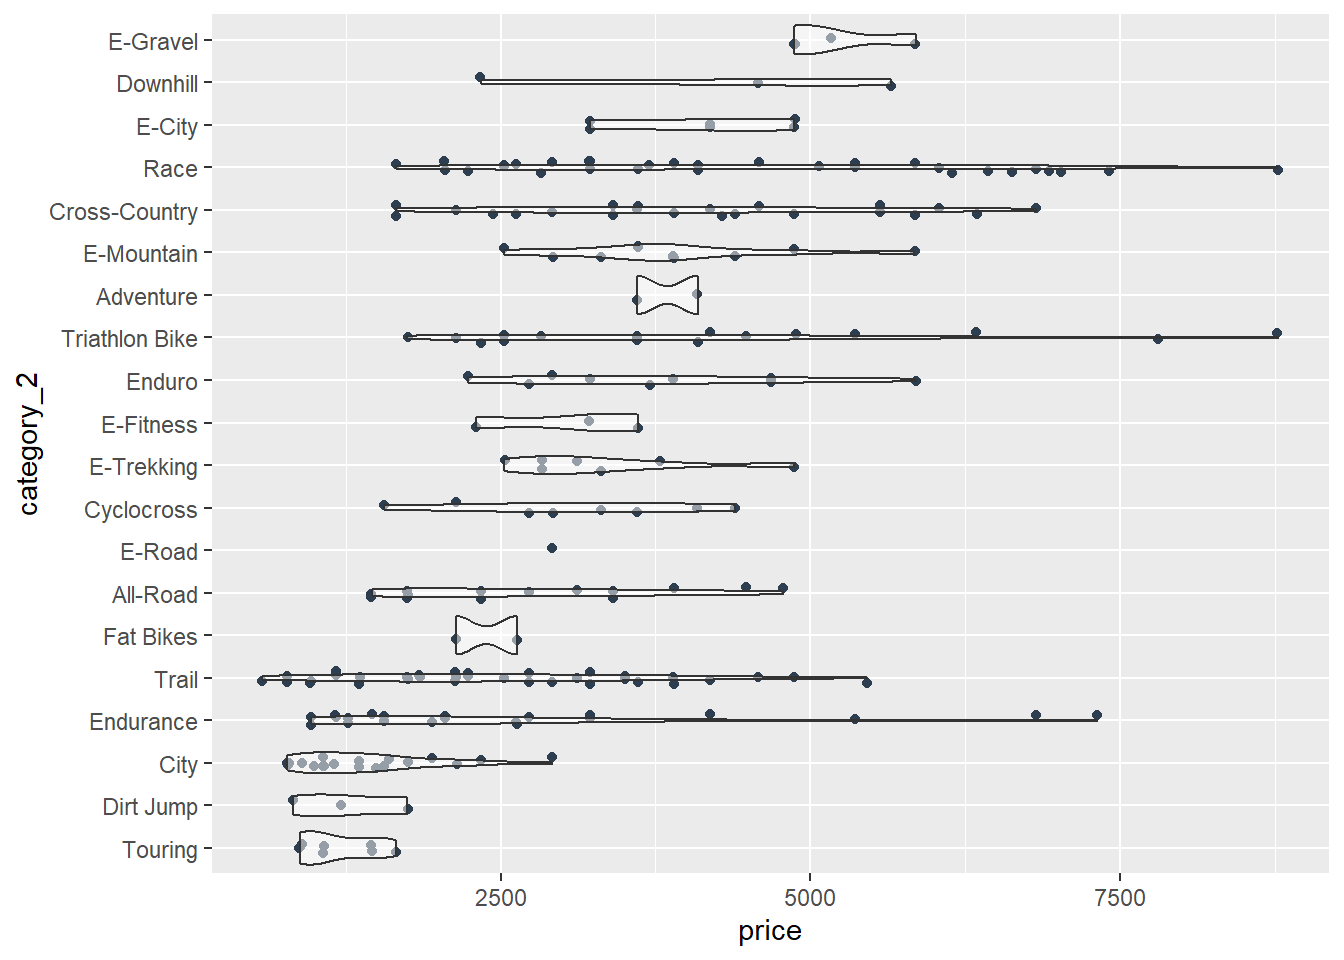 E-Gravel
Downhill
E-City
Race
Cross-Country
E-Mountain
Adventure
Triathlon Bike
Enduro
E-Fitness
E-Trekking
Cyclocross
E-Road
All-Road
Fat Bikes
Trail
Endurance
City
Dirt Jump
Touring
category_2
2500 5000 7500
price